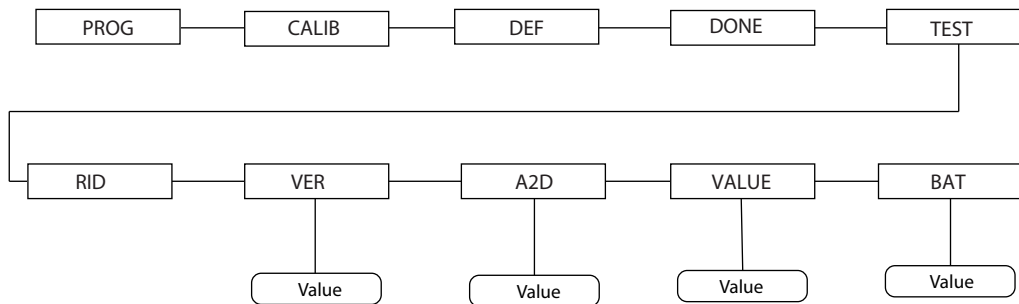 PROG CALIB DEF DONE TEST
RID VER A2D VALUE BAT
Value Value Value Value